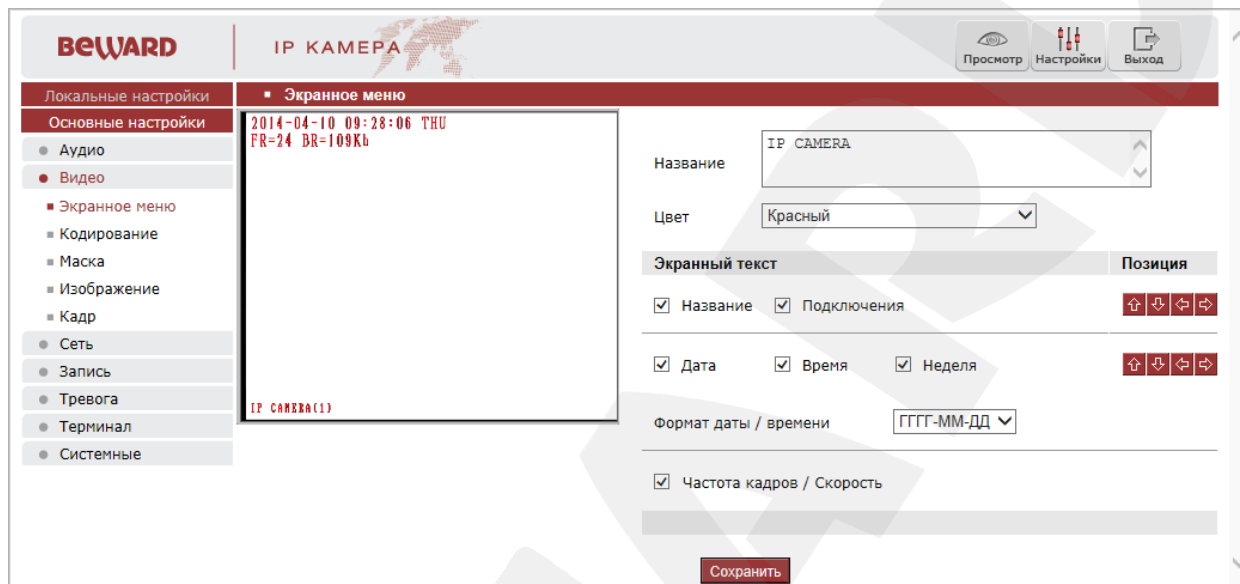 BEWARD
IP КАМЕРА
Просмотр
Настройки
Выход
Локальные настройки
Экранное меню
Основные настройки
Аудио
Видео
Экранное меню
Кодирование
Маска
Изображение
Кадр
Сеть
Запись
Тревога
Терминал
Системные
2014-04-10 09:28:06 THU
FR=24 BR=109Kb
IP CAMERA(1)
Название
IP CAMERA
Цвет
Красный
Экранный текст
Позиция
Название
Подключения
Дата
Время
Неделя
Формат даты / времени
ГГГГ-ММ-ДД
Частота кадров / Скорость
Сохранить